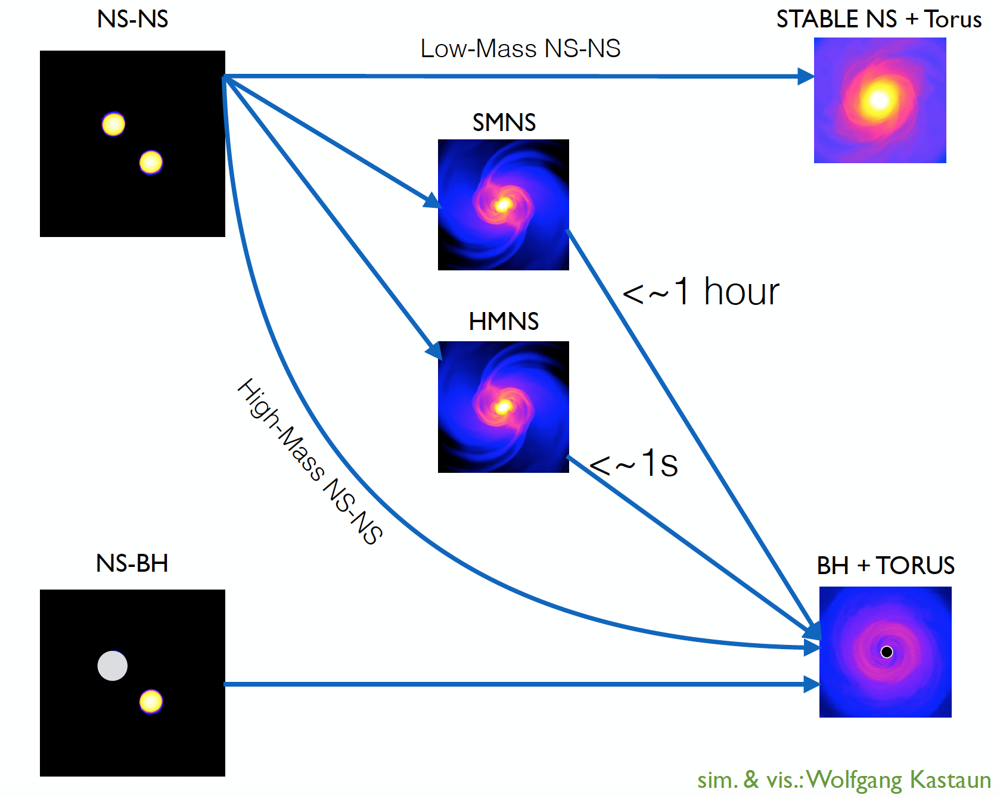 NS-NS
STABLE NS + Torus
Low-Mass NS-NS
SMNS
<~1 hour
HMNS
<~1s
High-Mass NS-NS
NS-BH
BH + TORUS
sim. & vis.: Wolfgang Kastaun